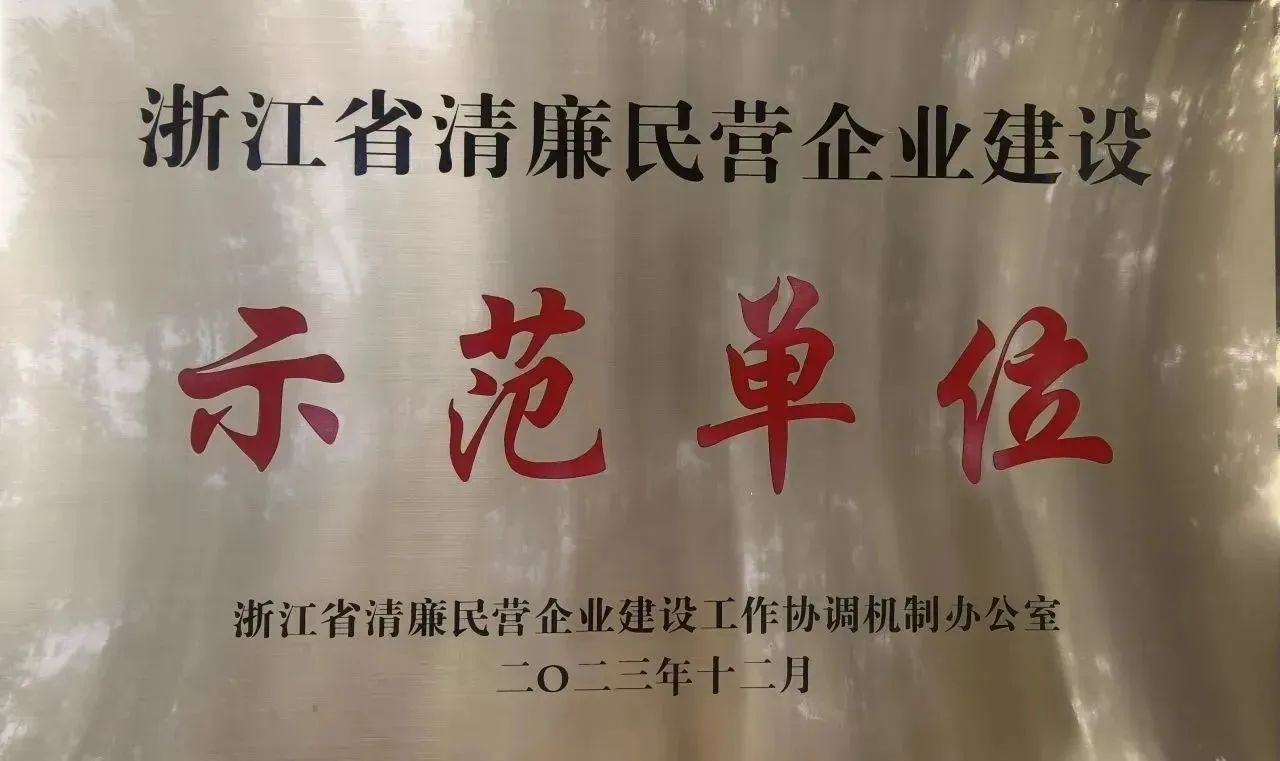 浙江省清廉民营企业建设
示范单位
浙江省清廉民营企业建设工作协调机制办公室
二〇二三年十二月